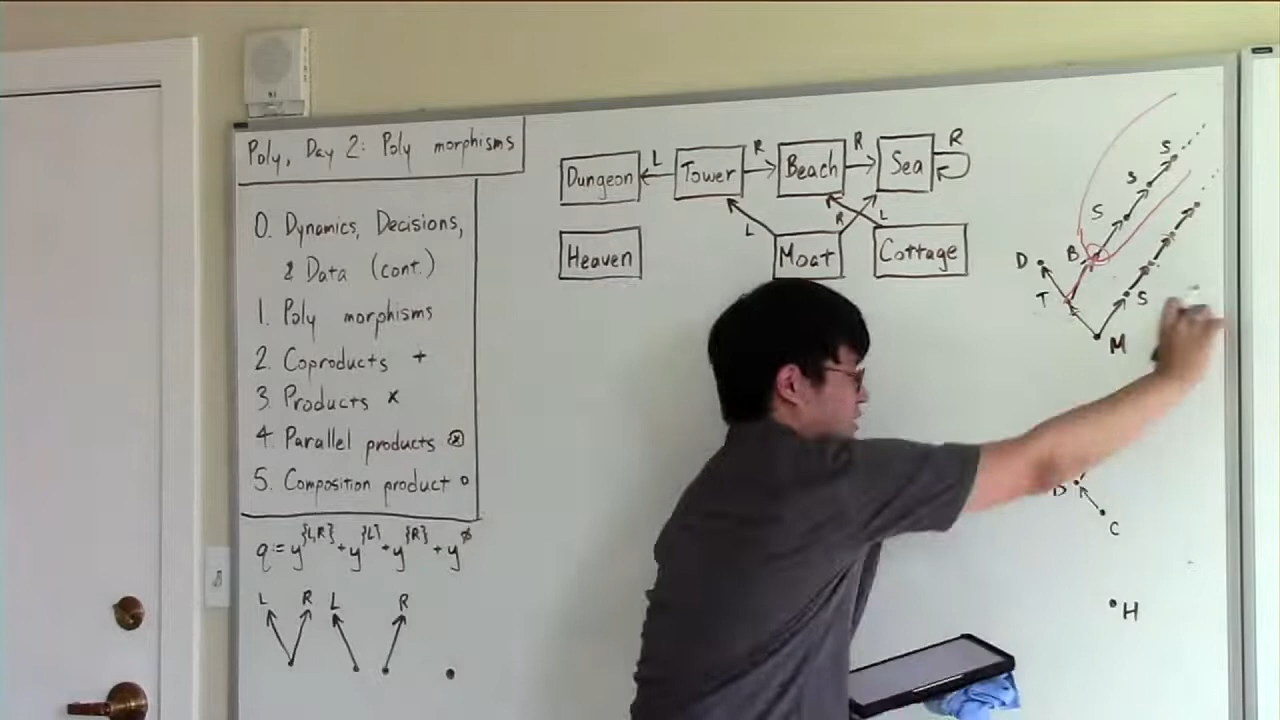 Poly, Day 2: Poly morphisms
0. Dynamics, Decisions,
& Data (cont.)
1. Poly morphisms
2. Coproducts +
3. Products ×
4. Parallel products ⊗
5. Composition product ∘
q := y^{L,R} + y^{L} + y^{R} + y^∅
L R L R
L R R R
Dungeon Tower Beach Sea
L R L
Heaven Moat Cottage
S
S
S
D B
T S
M
C
H